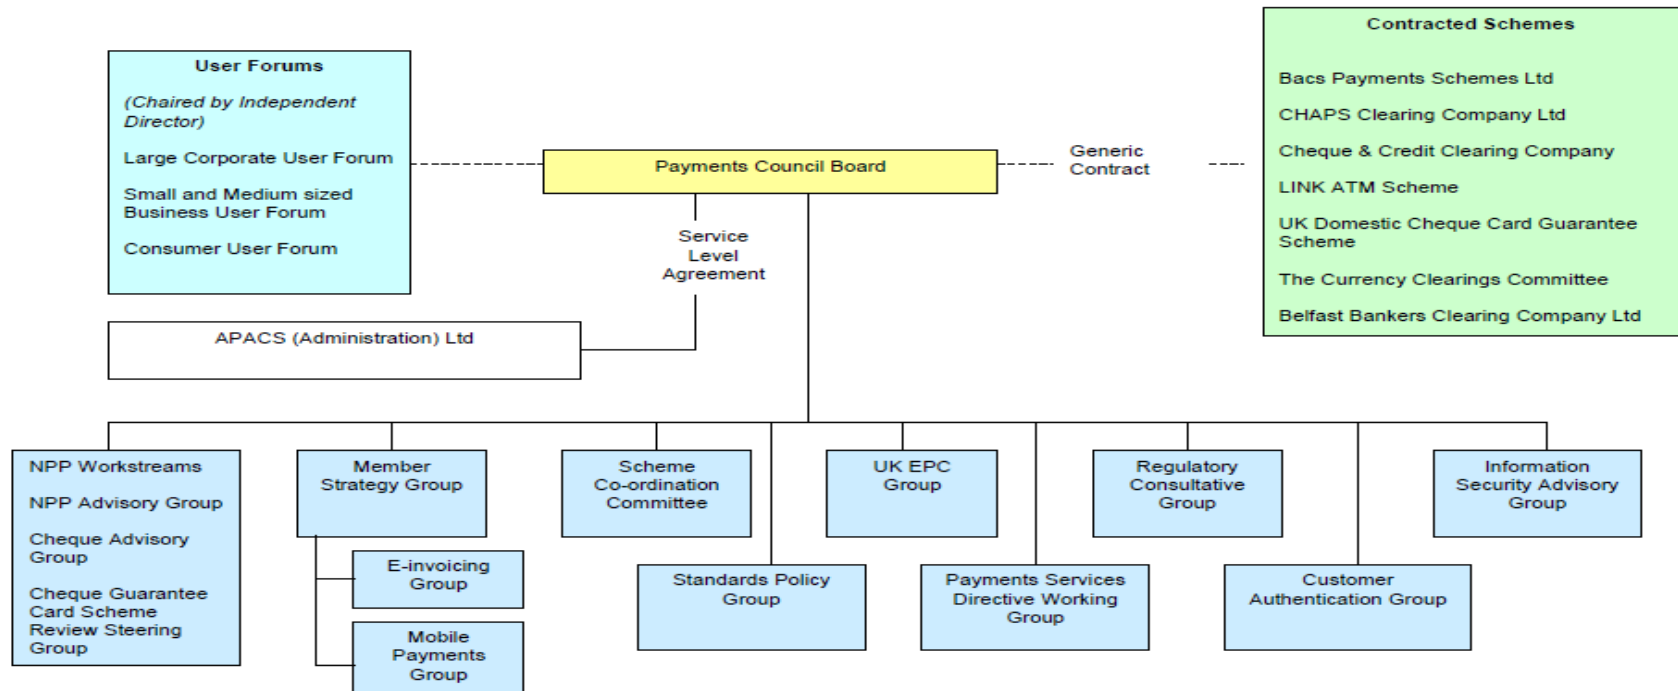 User Forums
(Chaired by Independent
Director)
Large Corporate User Forum
Small and Medium sized
Business User Forum
Consumer User Forum
Payments Council Board
Generic
Contract
Contracted Schemes
Bacs Payments Schemes Ltd
CHAPS Clearing Company Ltd
Cheque & Credit Clearing Company
LINK ATM Scheme
UK Domestic Cheque Card Guarantee
Scheme
The Currency Clearings Committee
Belfast Bankers Clearing Company Ltd
Service
Level
Agreement
APACS (Administration) Ltd
NPP Workstreams
NPP Advisory Group
Cheque Advisory
Group
Cheque Guarantee
Card Scheme
Review Steering
Group
Member
Strategy Group
E-invoicing
Group
Mobile
Payments
Group
Scheme
Co-ordination
Committee
Standards Policy
Group
UK EPC
Group
Payments Services
Directive Working
Group
Regulatory
Consultative
Group
Customer
Authentication Group
Information
Security Advisory
Group